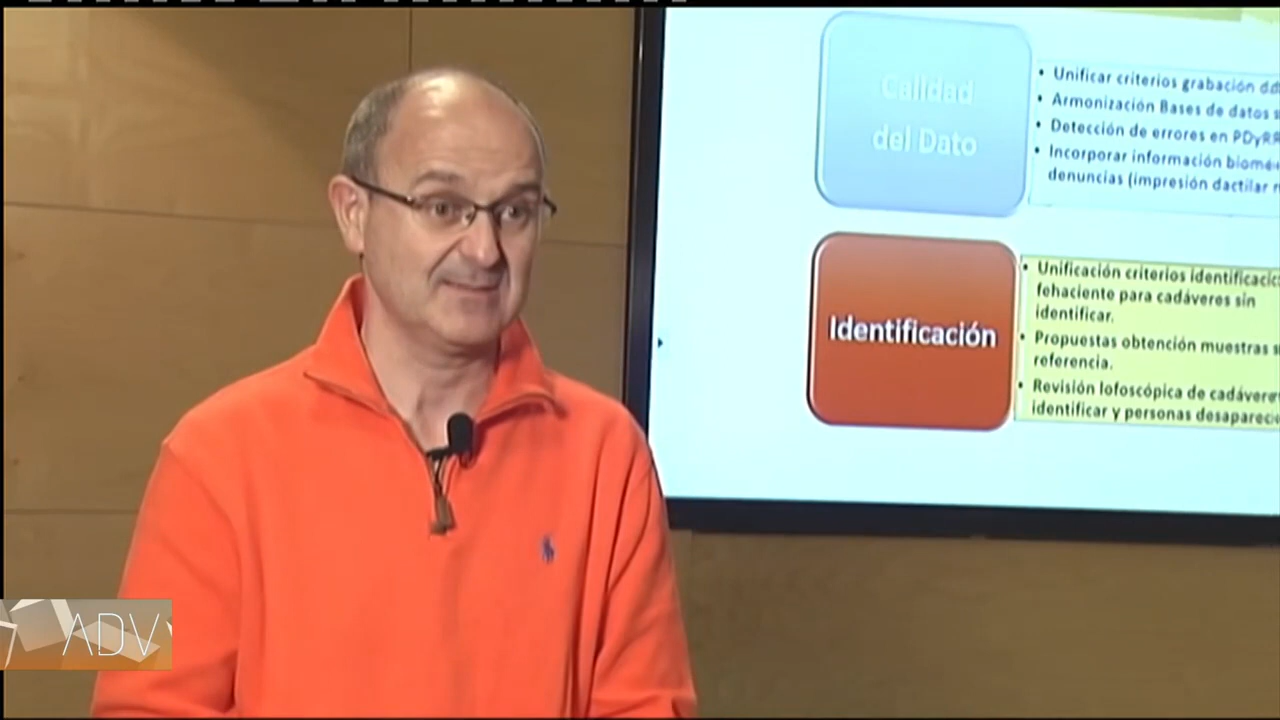 Calidad
del Dato
• Unificar criterios grabación
• Armonización Bases de datos
• Detección de errores en
• Incorporar información
denuncias (impresión dactilar
Identificación
• Unificación criterios
fehaciente para cadáveres sin
identificar.
• Propuestas obtención muestras
referencia.
• Revisión lofoscópica de
identificar y personas
ADV